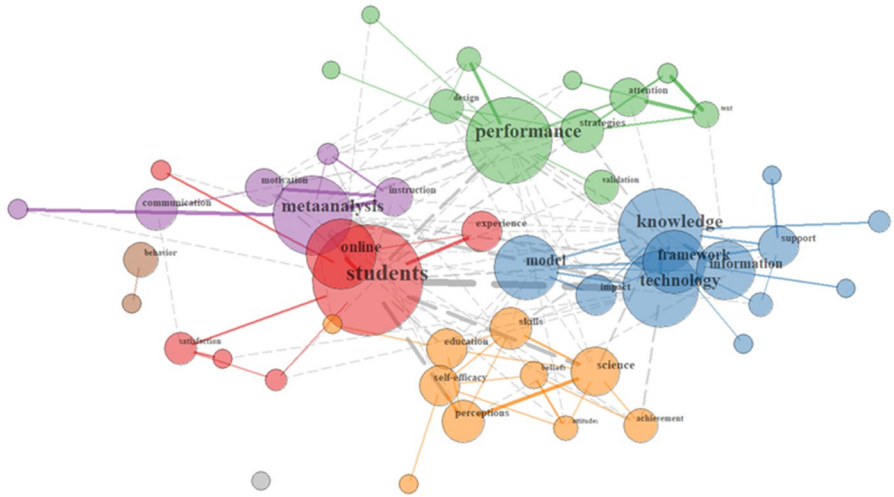 design
attention
text
performance
strategies
validation
motivation
instruction
communication
metaanalysis
experience
knowledge
support
online
behavior
students
model
framework
information
technology
impact
skills
education
satisfaction
beliefs
science
self-efficacy
perceptions
attitudes
achievement